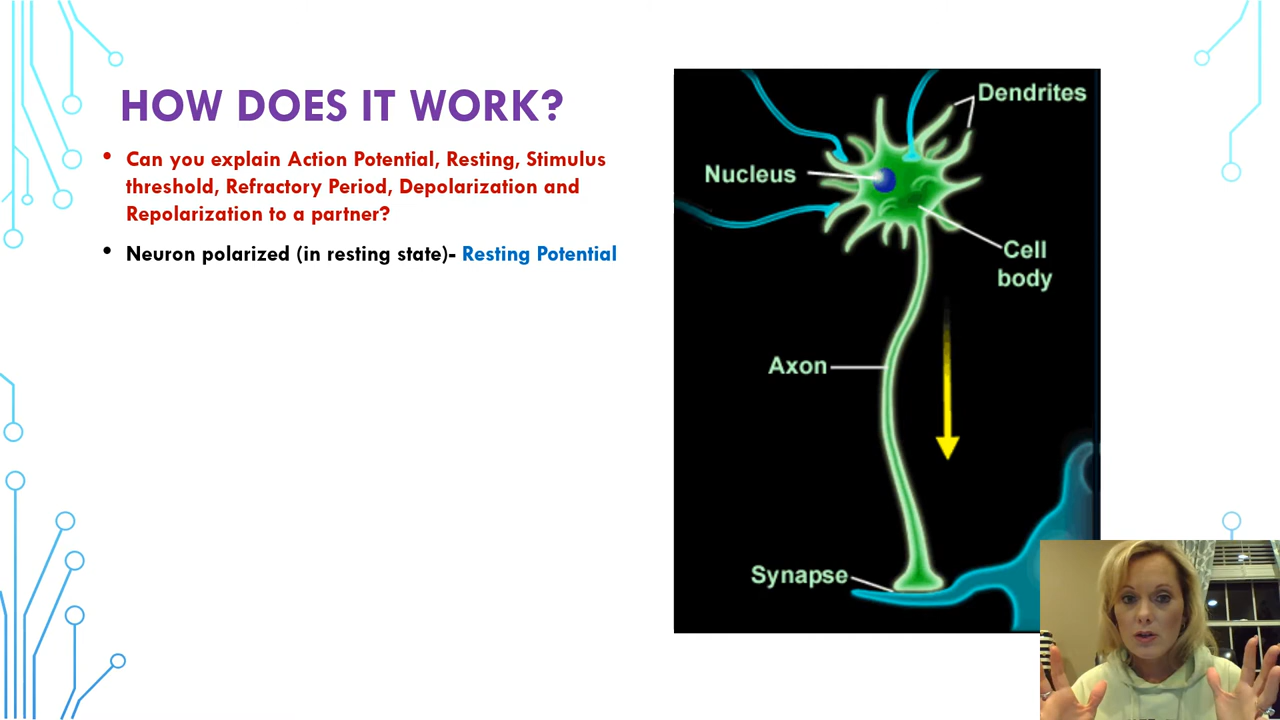 HOW DOES IT WORK?
• Can you explain Action Potential, Resting, Stimulus
threshold, Refractory Period, Depolarization and
Repolarization to a partner?
• Neuron polarized (in resting state)- Resting Potential
Dendrites
Nucleus
Cell
body
Axon
Synapse